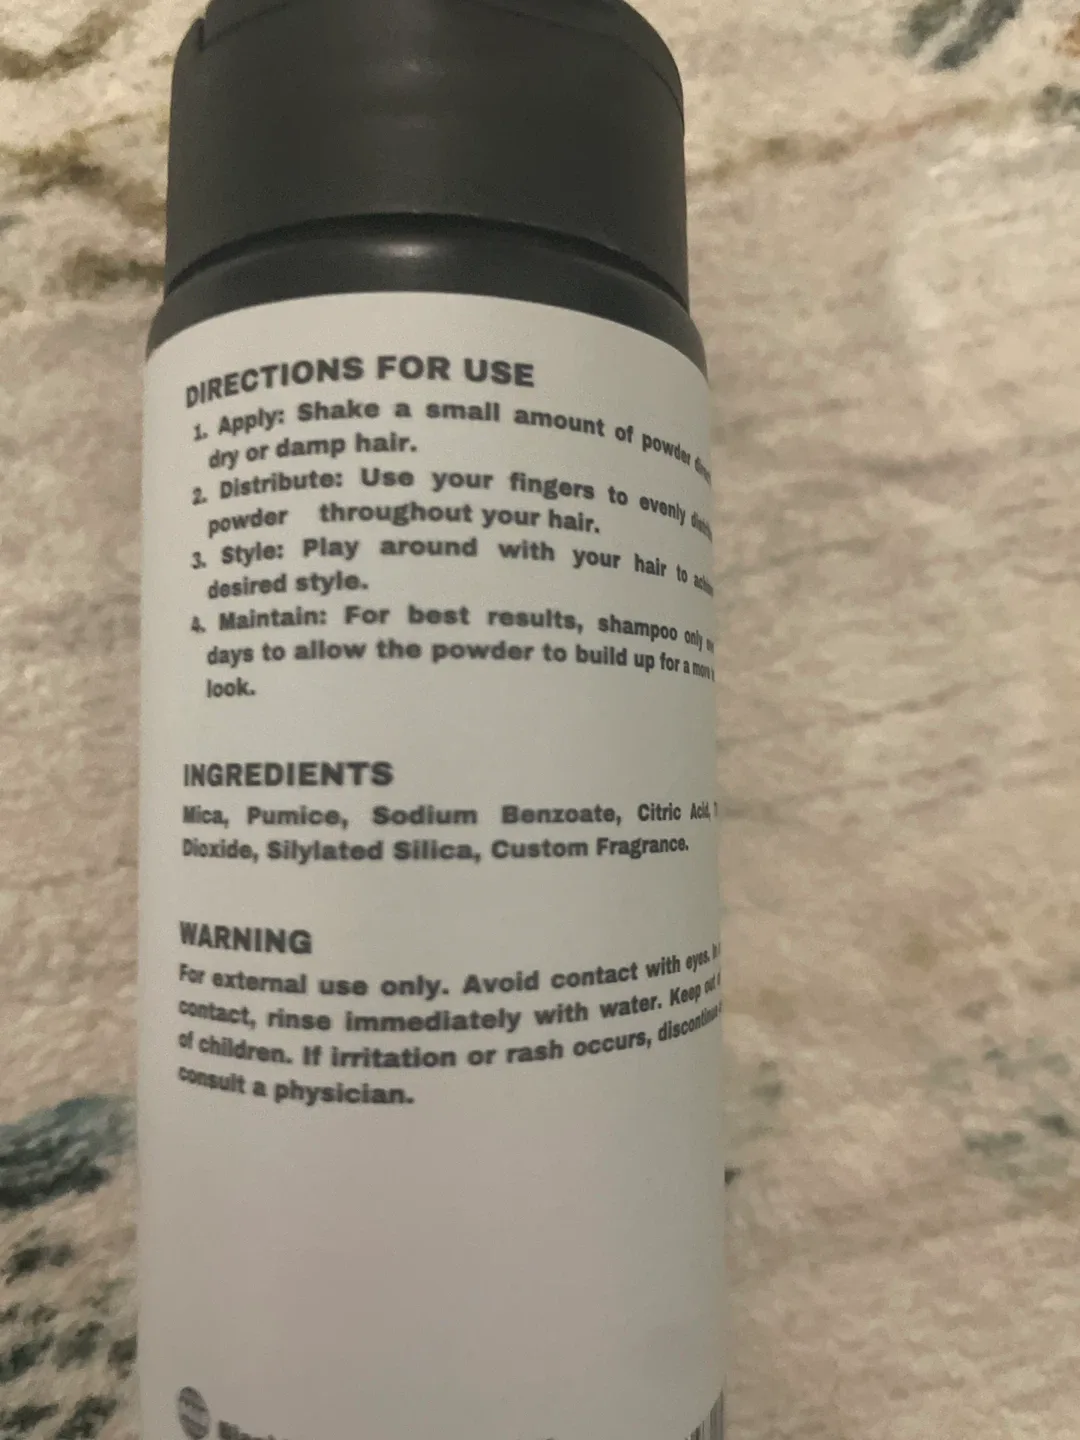 DIRECTIONS FOR USE
1. Apply: Shake a small amount of powder
dry or damp hair.
2. Distribute: Use your fingers to evenly
powder throughout your hair.
3. Style: Play around with your hair to
desired style.
4. Maintain: For best results, shampoo only
days to allow the powder to build up for a more
look.
INGREDIENTS
Mica, Pumice, Sodium Benzoate, Citric Acid,
Dioxide, Silylated Silica, Custom Fragrance.
WARNING
For external use only. Avoid contact with eyes.
contact, rinse immediately with water. Keep out
of children. If irritation or rash occurs, discontinue
consult a physician.